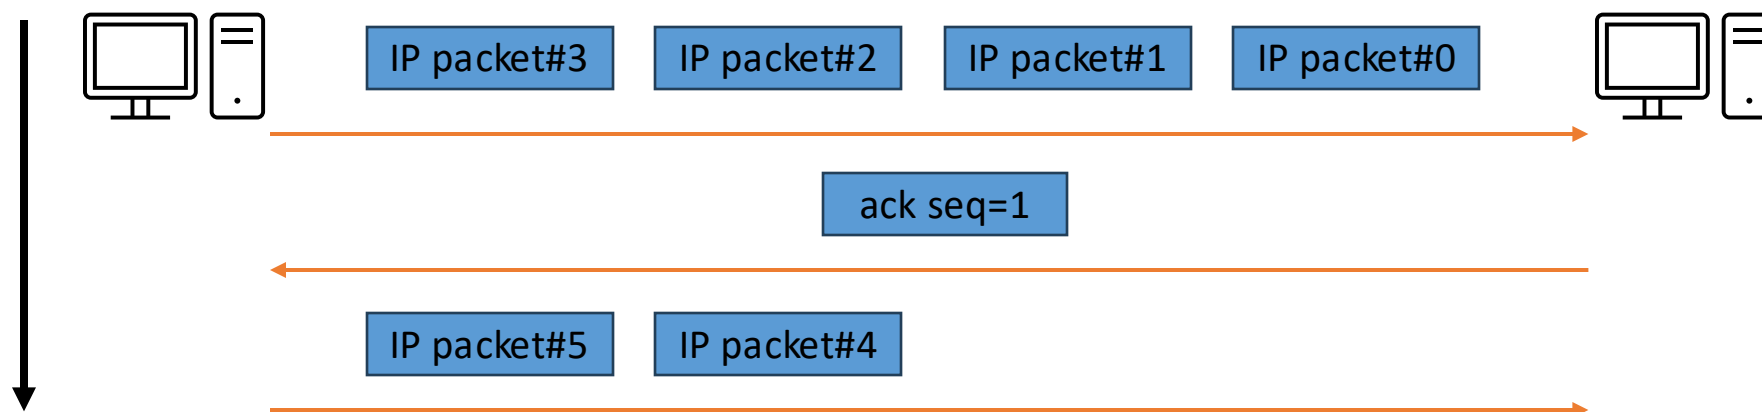 IP packet#3
IP packet#2
IP packet#1
IP packet#0
ack seq=1
IP packet#5
IP packet#4